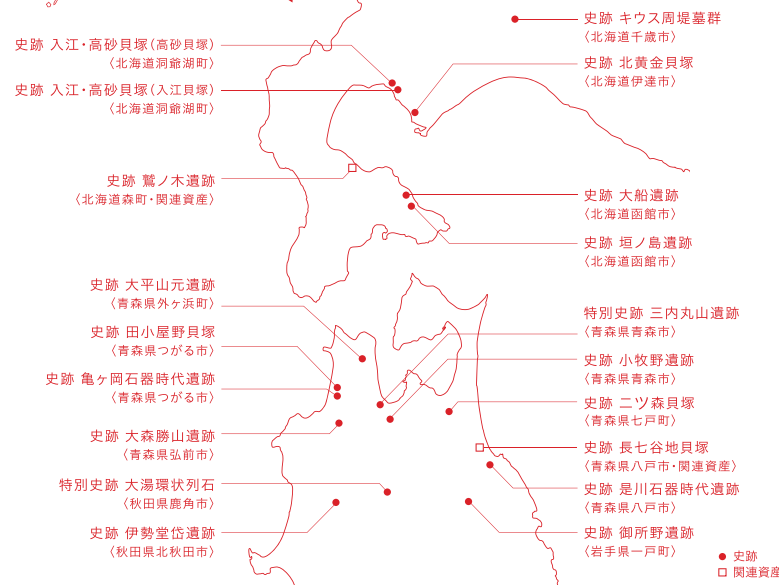 史跡 キウス周堤墓群
〈北海道千歳市〉
史跡 入江・高砂貝塚（高砂貝塚）
〈北海道洞爺湖町〉
史跡 北黄金貝塚
〈北海道伊達市〉
史跡 入江・高砂貝塚（入江貝塚）
〈北海道洞爺湖町〉
史跡 鷲ノ木遺跡
〈北海道森町・関連資産〉
史跡 大船遺跡
〈北海道函館市〉
史跡 垣ノ島遺跡
〈北海道函館市〉
史跡 大平山元遺跡
〈青森県外ヶ浜町〉
特別史跡 三内丸山遺跡
〈青森県青森市〉
史跡 田小屋野貝塚
〈青森県つがる市〉
史跡 小牧野遺跡
〈青森県青森市〉
史跡 亀ヶ岡石器時代遺跡
〈青森県つがる市〉
史跡 二ツ森貝塚
〈青森県七戸町〉
史跡 大森勝山遺跡
〈青森県弘前市〉
史跡 長七谷地貝塚
〈青森県八戸市・関連資産〉
特別史跡 大湯環状列石
〈秋田県鹿角市〉
史跡 是川石器時代遺跡
〈青森県八戸市〉
史跡 伊勢堂岱遺跡
〈秋田県北秋田市〉
史跡 御所野遺跡
〈岩手県一戸町〉
史跡
関連資産